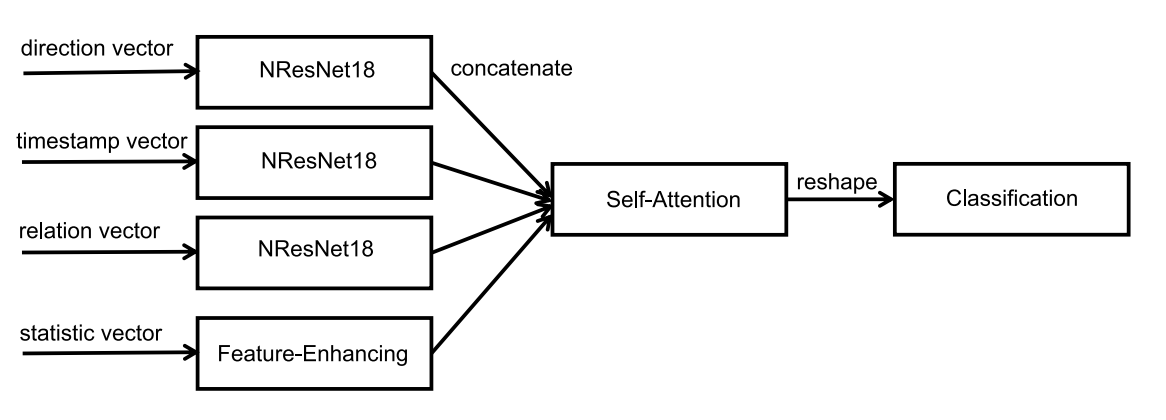 direction vector
NResNet18
concatenate
timestamp vector
NResNet18
relation vector
NResNet18
statistic vector
Feature-Enhancing
Self-Attention
reshape
Classification